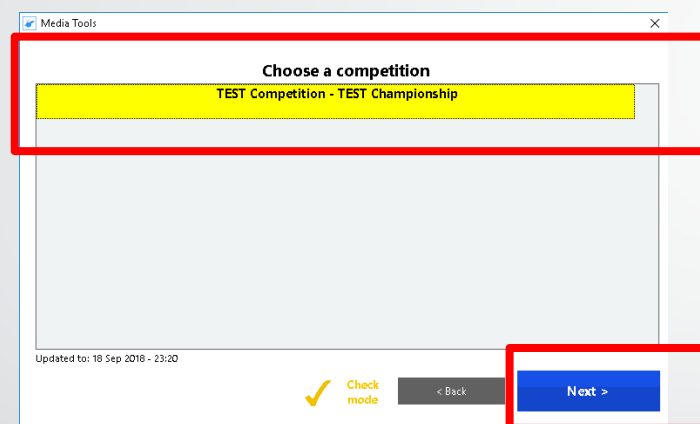 Media Tools
Choose a competition
TEST Competition - TEST Championship
Updated to: 18 Sep 2018 - 23:20
Check
mode
< Back
Next >